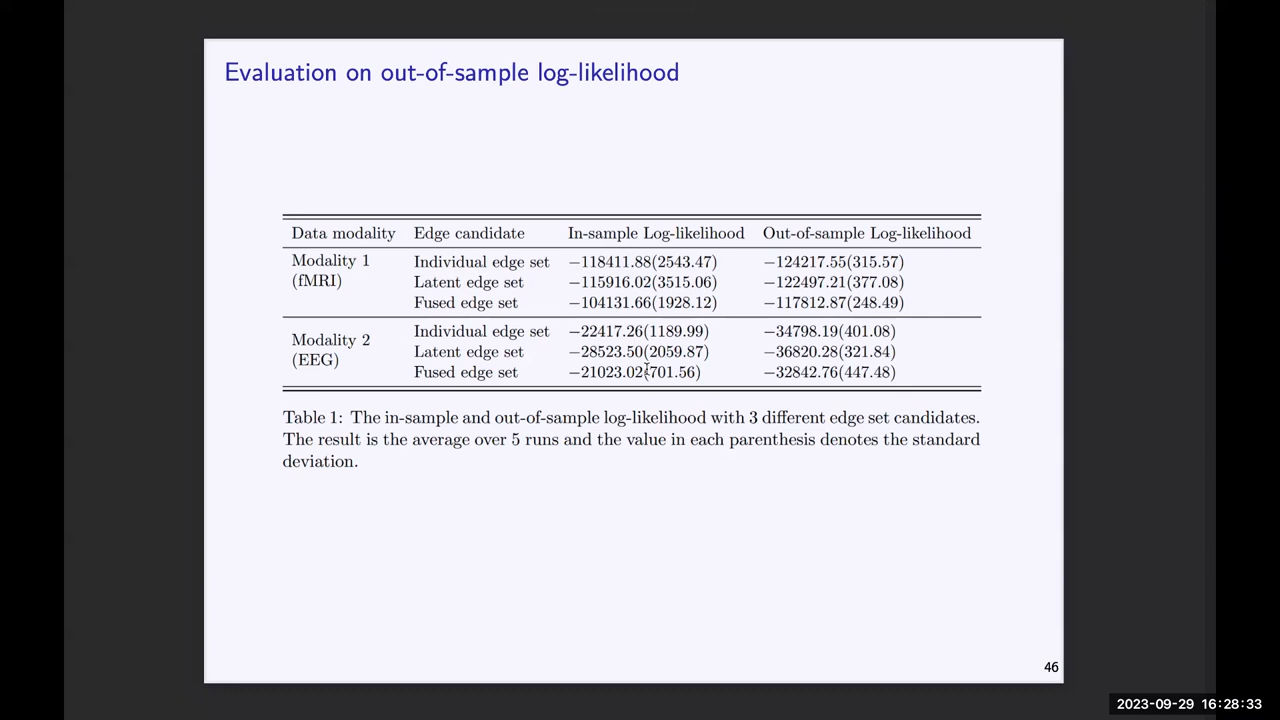 Evaluation on out-of-sample log-likelihood
Data modality Edge candidate In-sample Log-likelihood Out-of-sample Log-likelihood
Modality 1 (fMRI)
Individual edge set −118411.88(2543.47) −124217.55(315.57)
Latent edge set −115916.02(3515.06) −122497.21(377.08)
Fused edge set −104131.66(1928.12) −117812.87(248.49)
Modality 2 (EEG)
Individual edge set −22417.26(1189.99) −34798.19(401.08)
Latent edge set −28523.50(2059.87) −36820.28(321.84)
Fused edge set −21023.02(701.56) −32842.76(447.48)
Table 1: The in-sample and out-of-sample log-likelihood with 3 different edge set candidates.
The result is the average over 5 runs and the value in each parenthesis denotes the standard
deviation.
46
2023-09-29 16:28:33